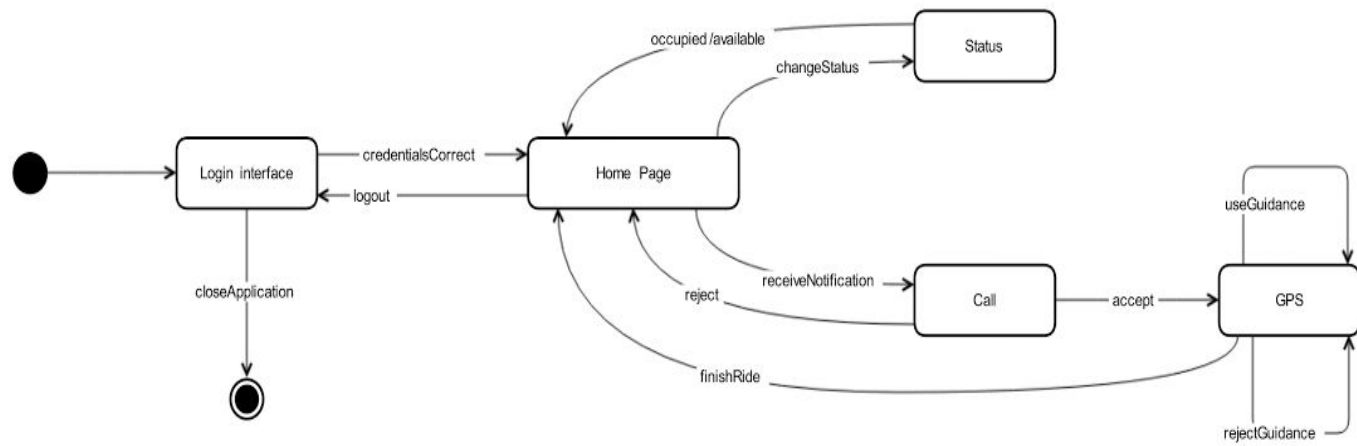 occupied/available
Status
changeStatus
Login interface
credentialsCorrect
Home Page
logout
useGuidance
closeApplication
receiveNotification
reject
Call
accept
GPS
finishRide
rejectGuidance